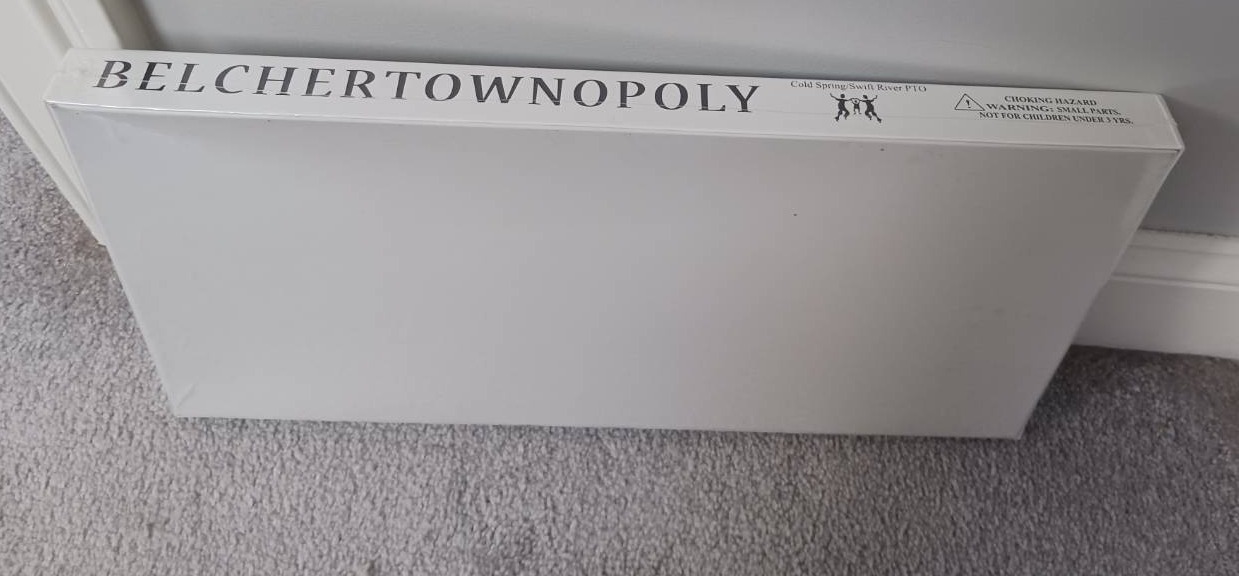 BELCHERTOWNOPOLY
Cold Spring/Swift River PTO
CHOKING HAZARD
WARNING: SMALL PARTS.
NOT FOR CHILDREN UNDER 3 YRS.